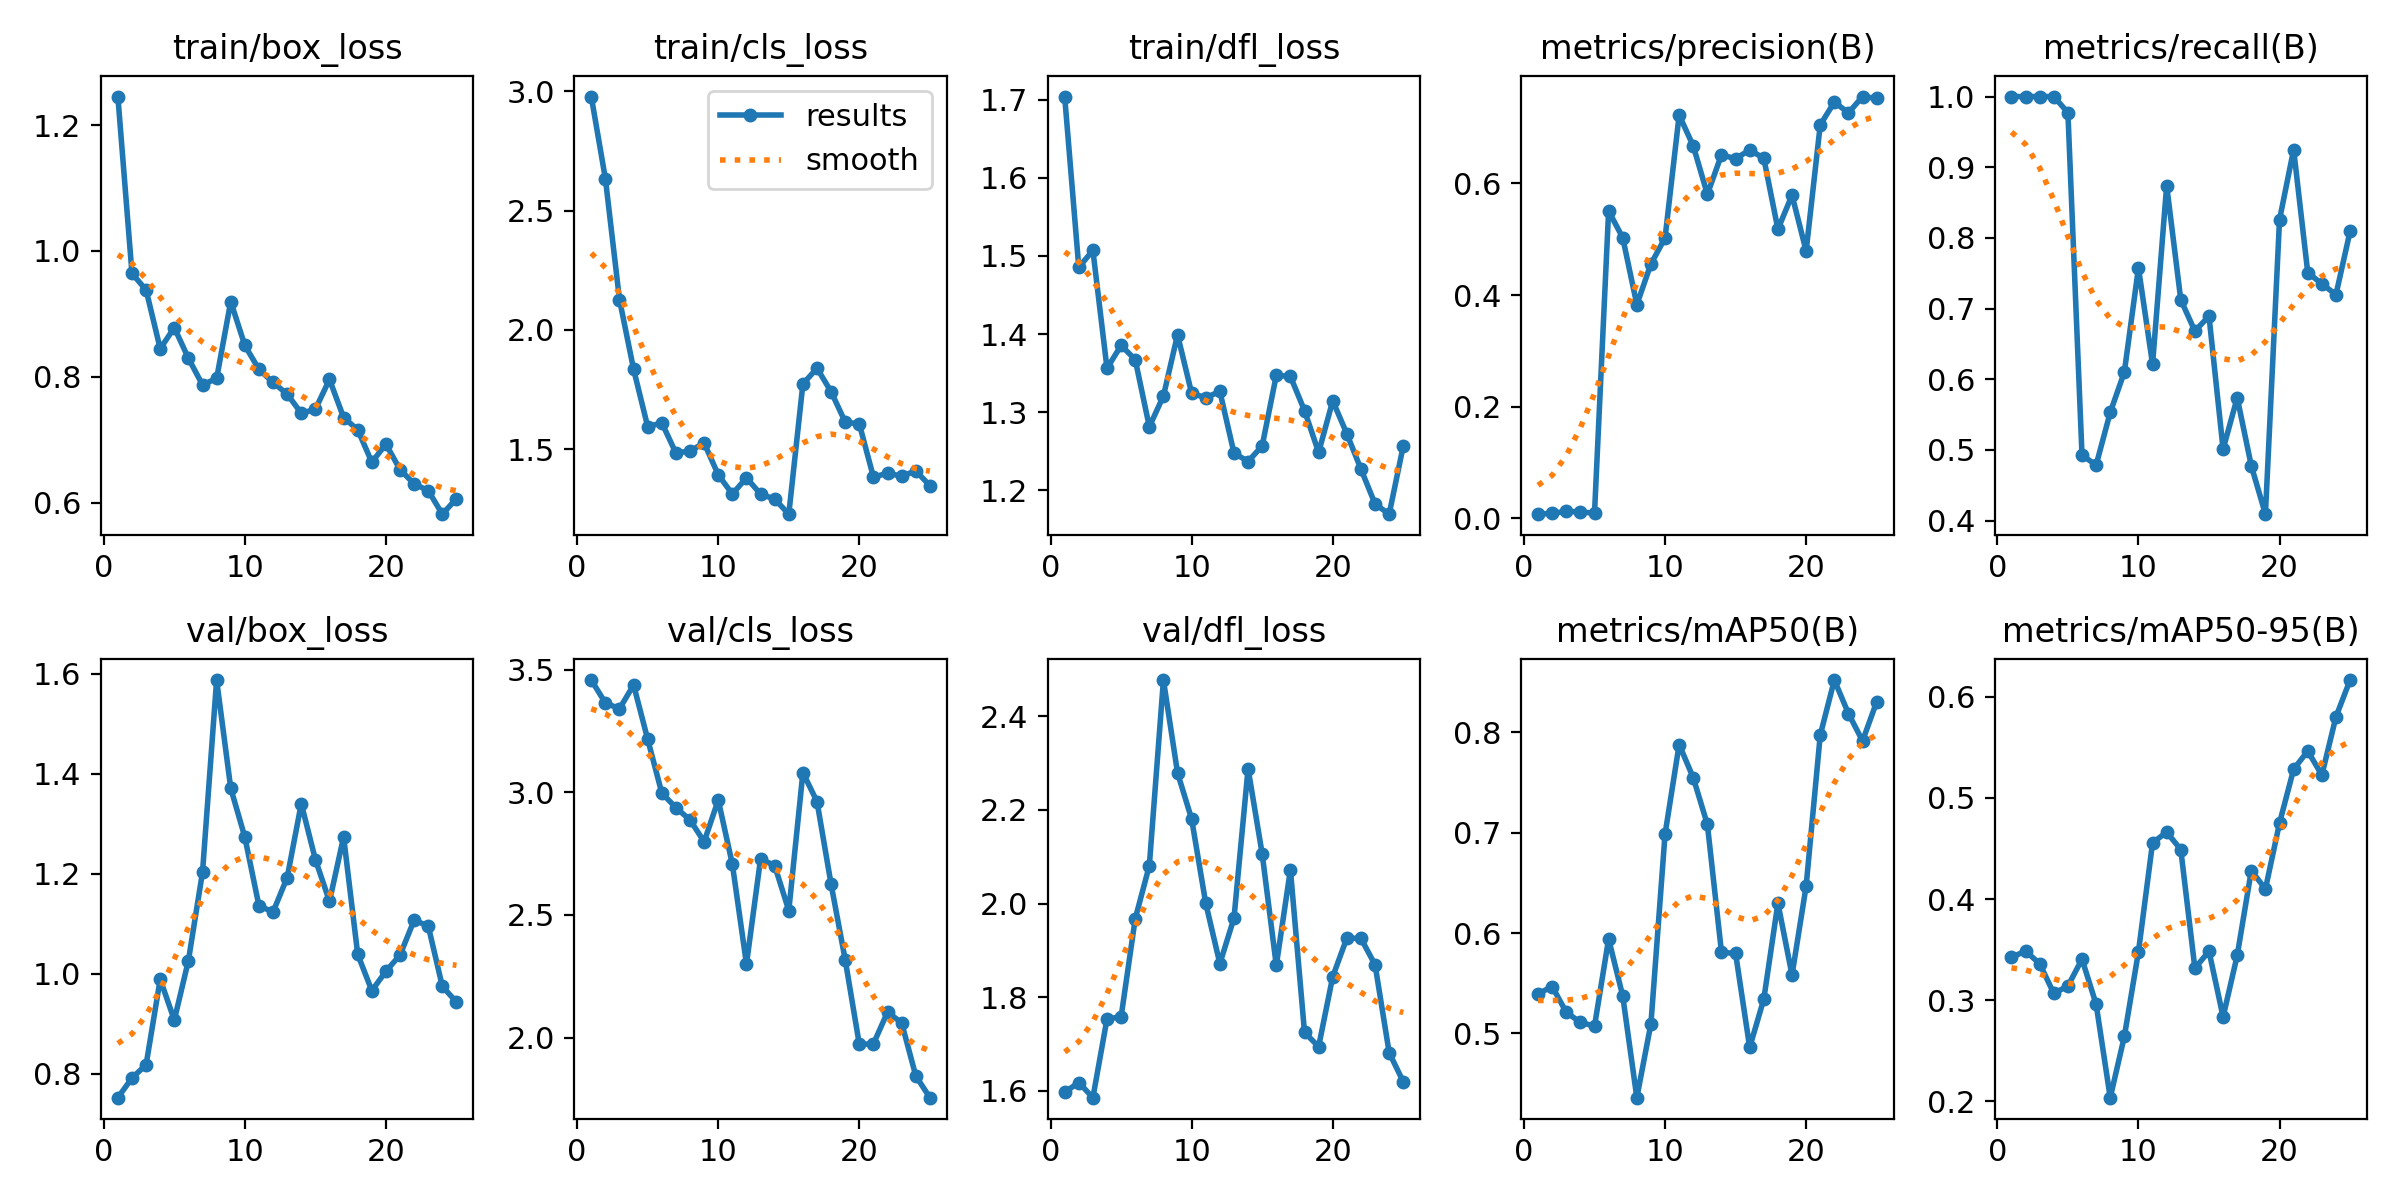 train/box_loss
1.2
1.0
0.8
0.6
0 10 20
train/cls_loss
results
smooth
3.0
2.5
2.0
1.5
0 10 20
train/dfl_loss
1.7
1.6
1.5
1.4
1.3
1.2
0 10 20
metrics/precision(B)
0.6
0.4
0.2
0.0
0 10 20
metrics/recall(B)
1.0
0.9
0.8
0.7
0.6
0.5
0.4
0 10 20
val/box_loss
1.6
1.4
1.2
1.0
0.8
0 10 20
val/cls_loss
3.5
3.0
2.5
2.0
0 10 20
val/dfl_loss
2.4
2.2
2.0
1.8
1.6
0 10 20
metrics/mAP50(B)
0.8
0.7
0.6
0.5
0 10 20
metrics/mAP50-95(B)
0.6
0.5
0.4
0.3
0.2
0 10 20